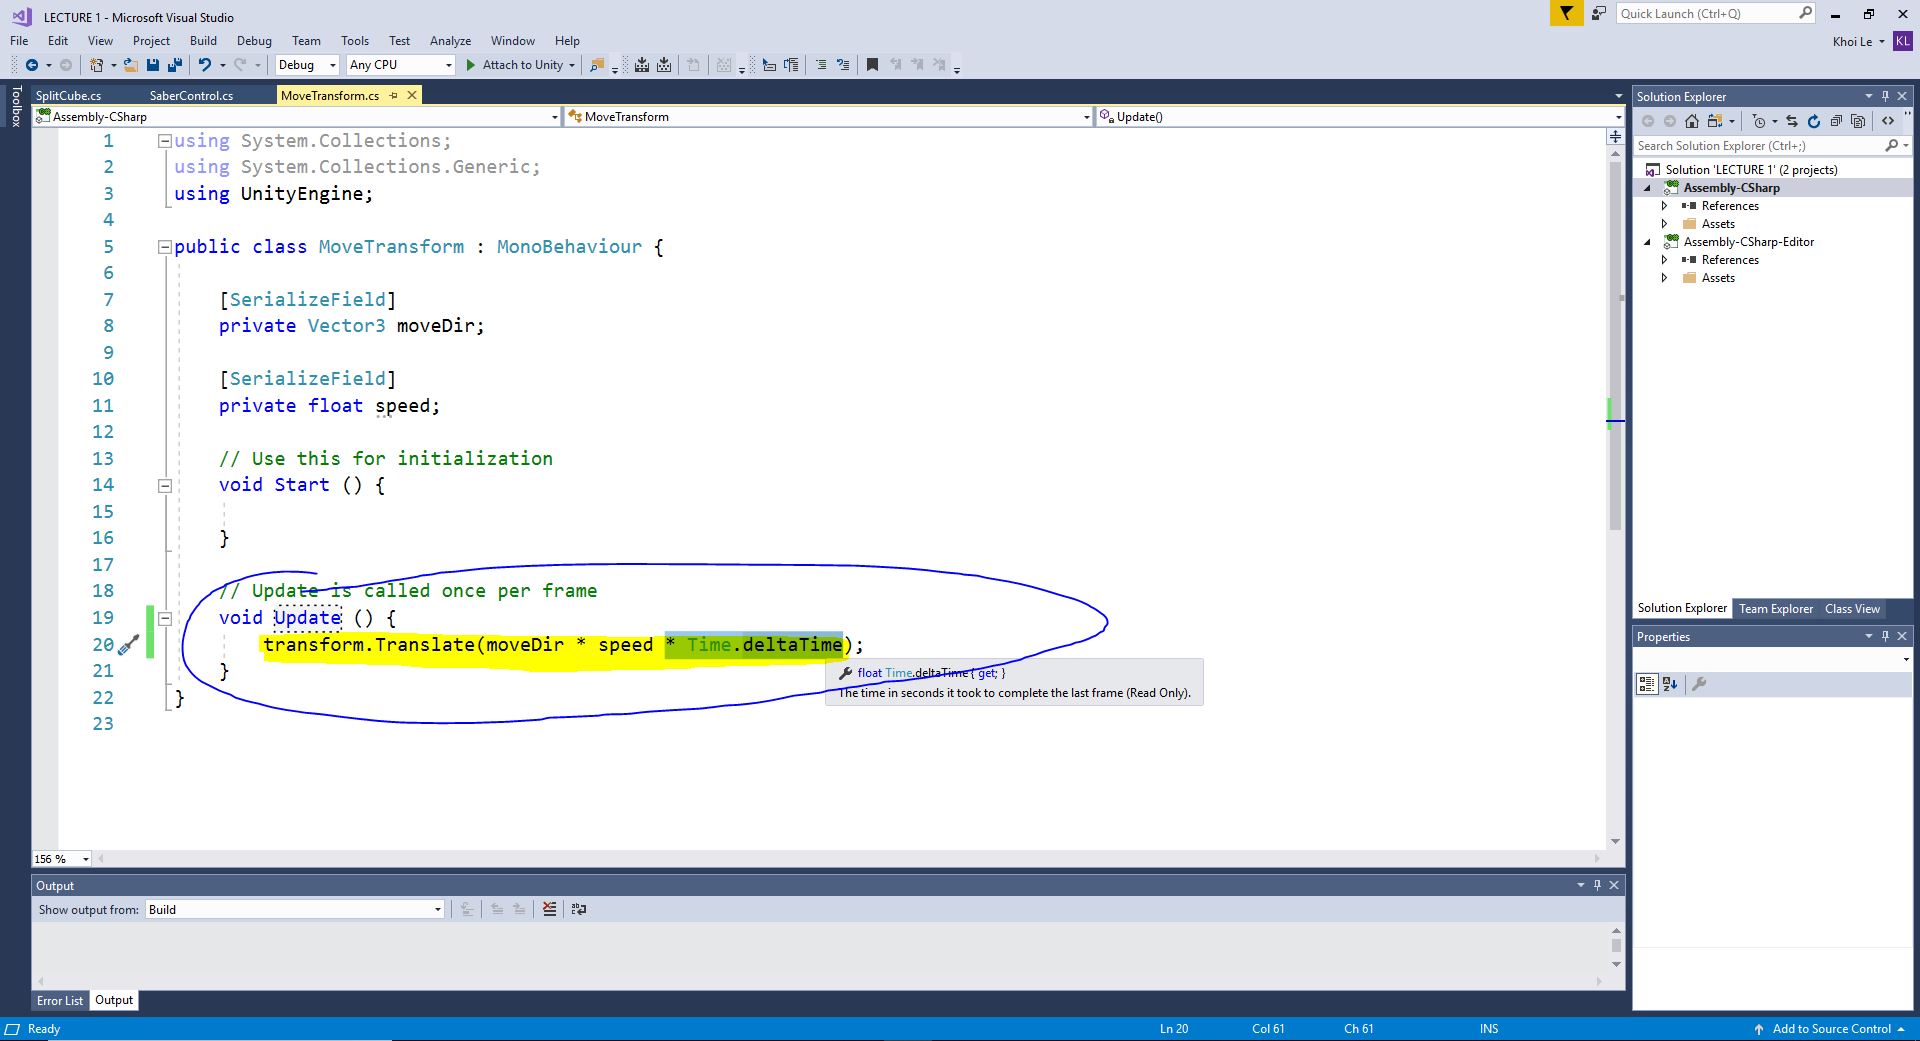 LECTURE 1 - Microsoft Visual Studio
Quick Launch (Ctrl+Q)
File Edit View Project Build Debug Team Tools Test Analyze Window Help
Khoi Le KL
Debug Any CPU Attach to Unity
Toolbox
SplitCube.cs SaberControl.cs MoveTransform.cs
Assembly-CSharp MoveTransform Update()
1 using System.Collections;
2 using System.Collections.Generic;
3 using UnityEngine;
4
5 public class MoveTransform : MonoBehaviour {
6
7 [SerializeField]
8 private Vector3 moveDir;
9
10 [SerializeField]
11 private float speed;
12
13 // Use this for initialization
14 void Start () {
15
16 }
17
18 // Update is called once per frame
19 void Update () {
20 transform.Translate(moveDir * speed * Time.deltaTime);
21 }
22 }
23
float Time.deltaTime { get; }
The time in seconds it took to complete the last frame (Read Only).
156 %
Output
Show output from: Build
Error List Output
Solution Explorer
Search Solution Explorer (Ctrl+;)
Solution 'LECTURE 1' (2 projects)
Assembly-CSharp
References
Assets
Assembly-CSharp-Editor
References
Assets
Solution Explorer Team Explorer Class View
Properties
Ready Ln 20 Col 61 Ch 61 INS Add to Source Control